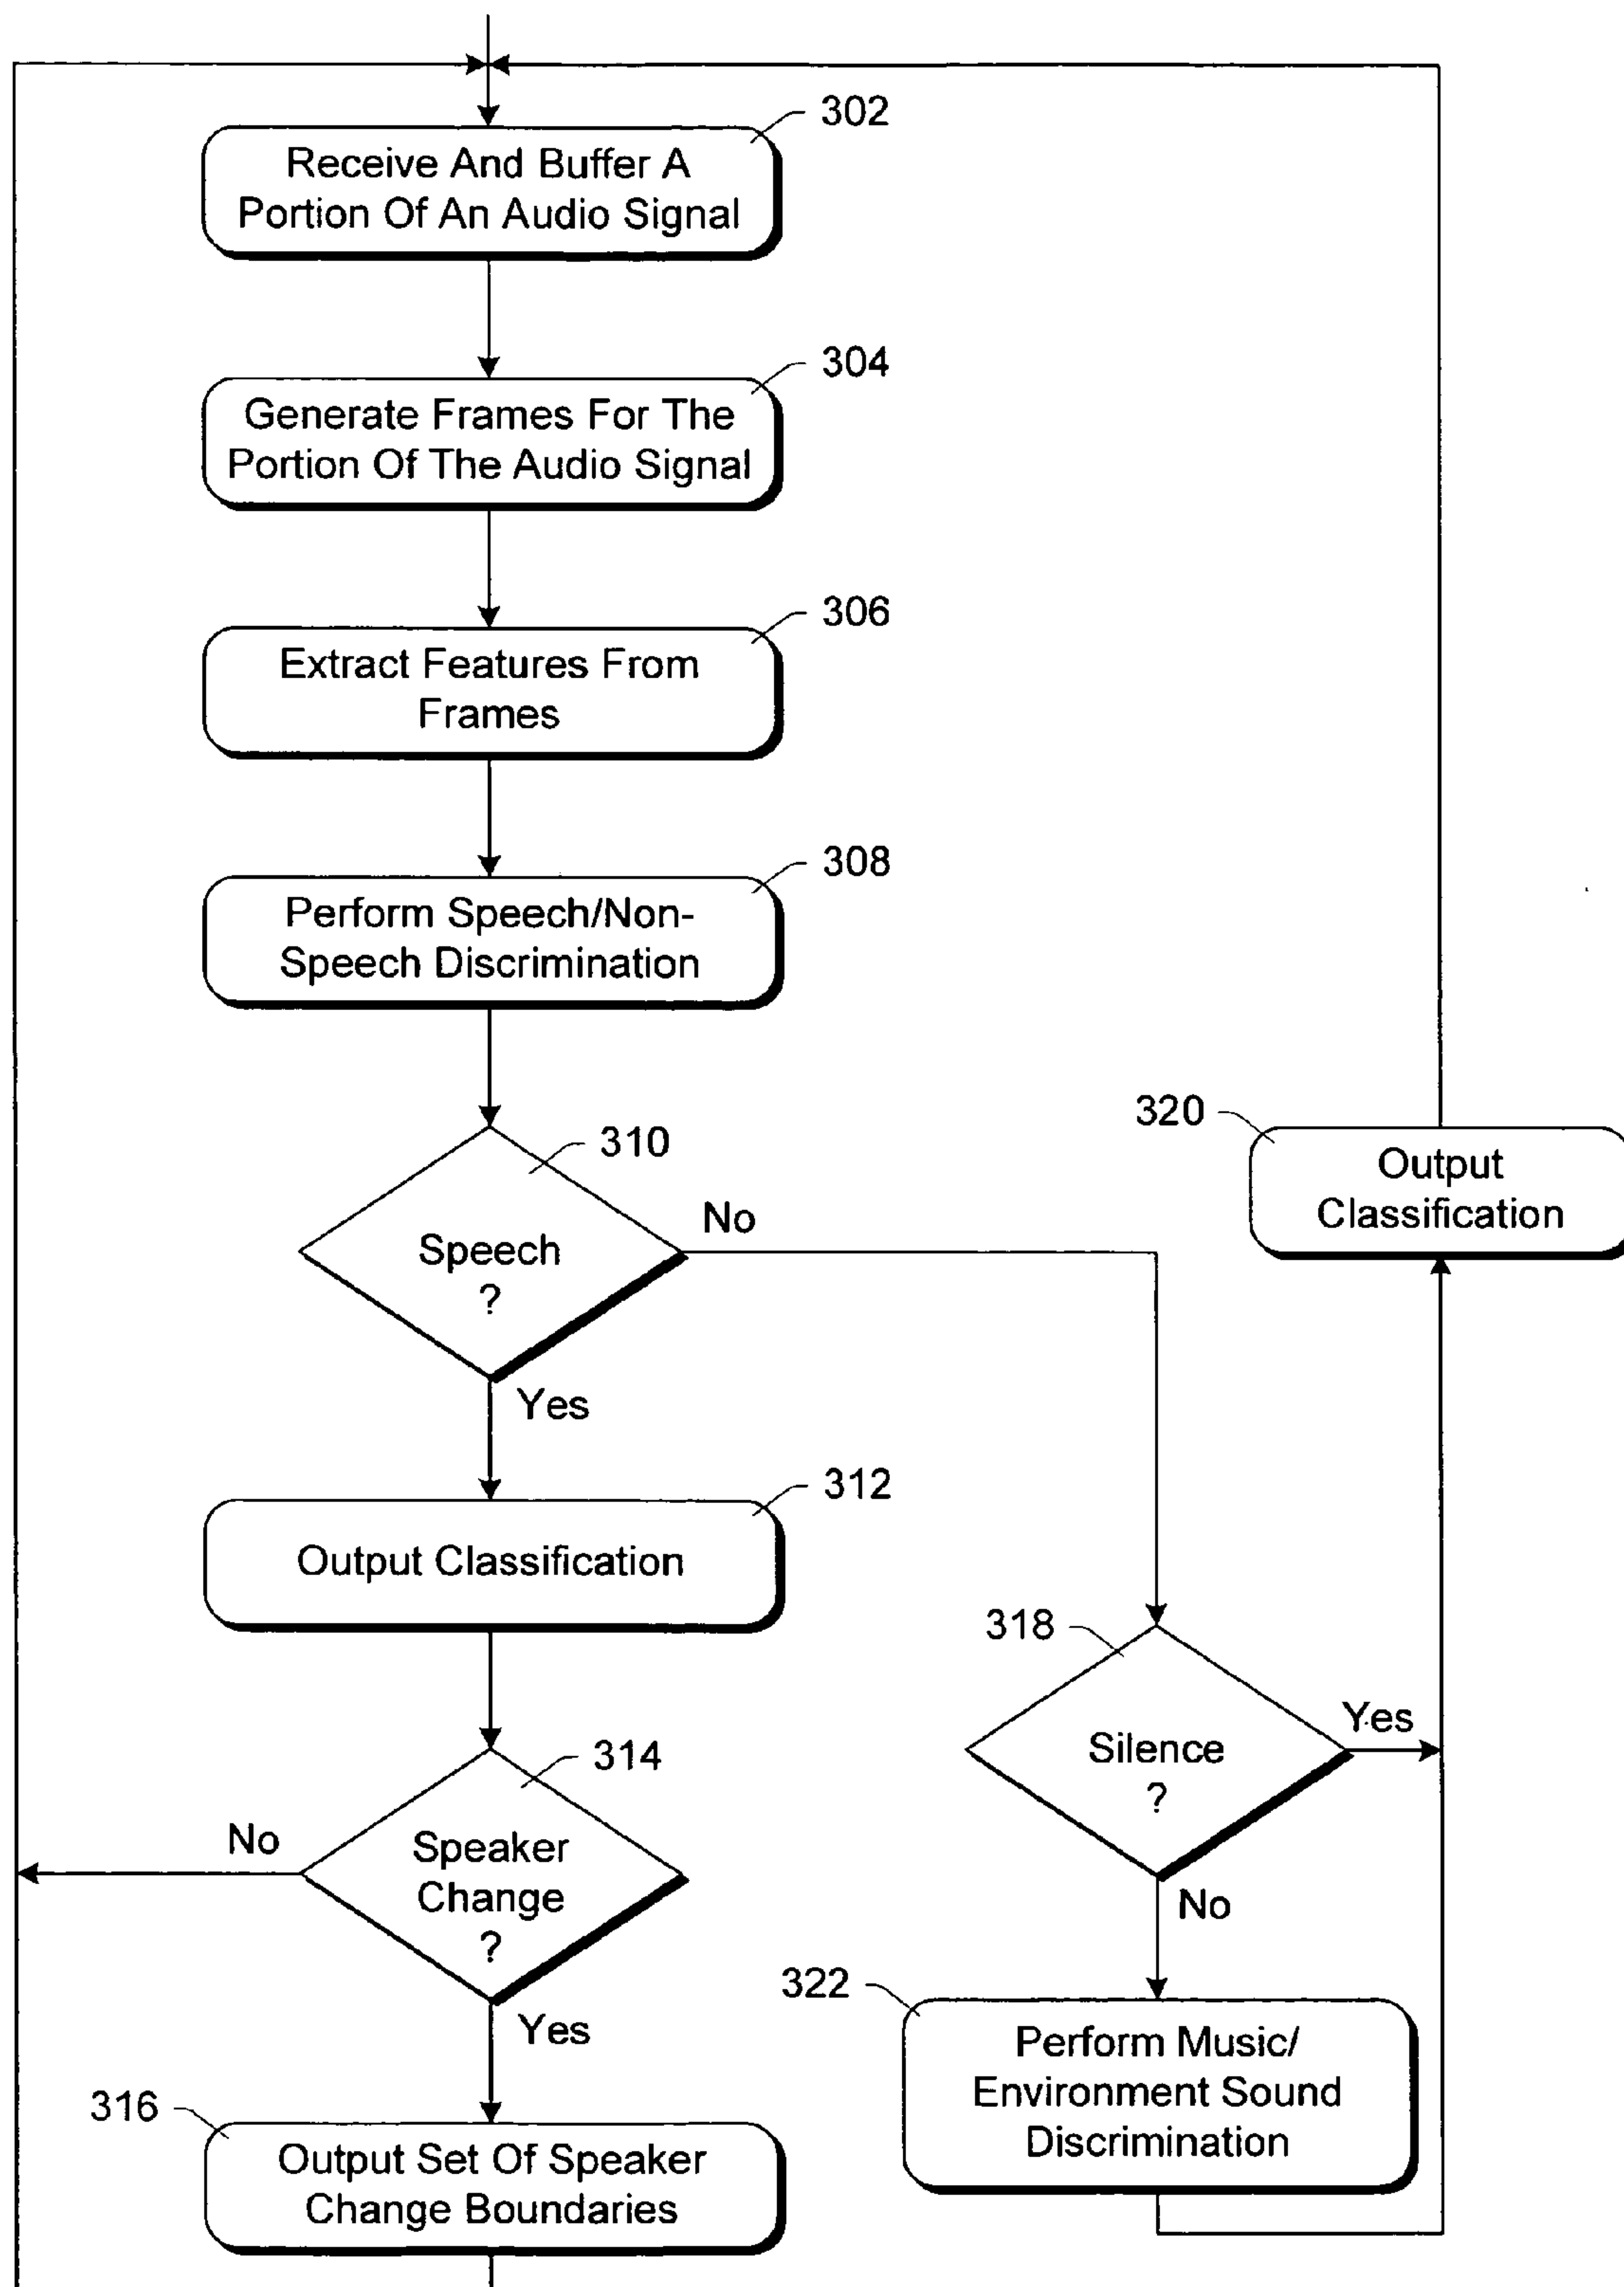 302
Receive And Buffer A
Portion Of An Audio Signal
304
Generate Frames For The
Portion Of The Audio Signal
306
Extract Features From
Frames
308
Perform Speech/Non-
Speech Discrimination
310
Speech
?
No
Yes
320
Output
Classification
312
Output Classification
318
Silence
?
Yes
No
314
Speaker
Change
?
No
Yes
322
Perform Music/
Environment Sound
Discrimination
316
Output Set Of Speaker
Change Boundaries